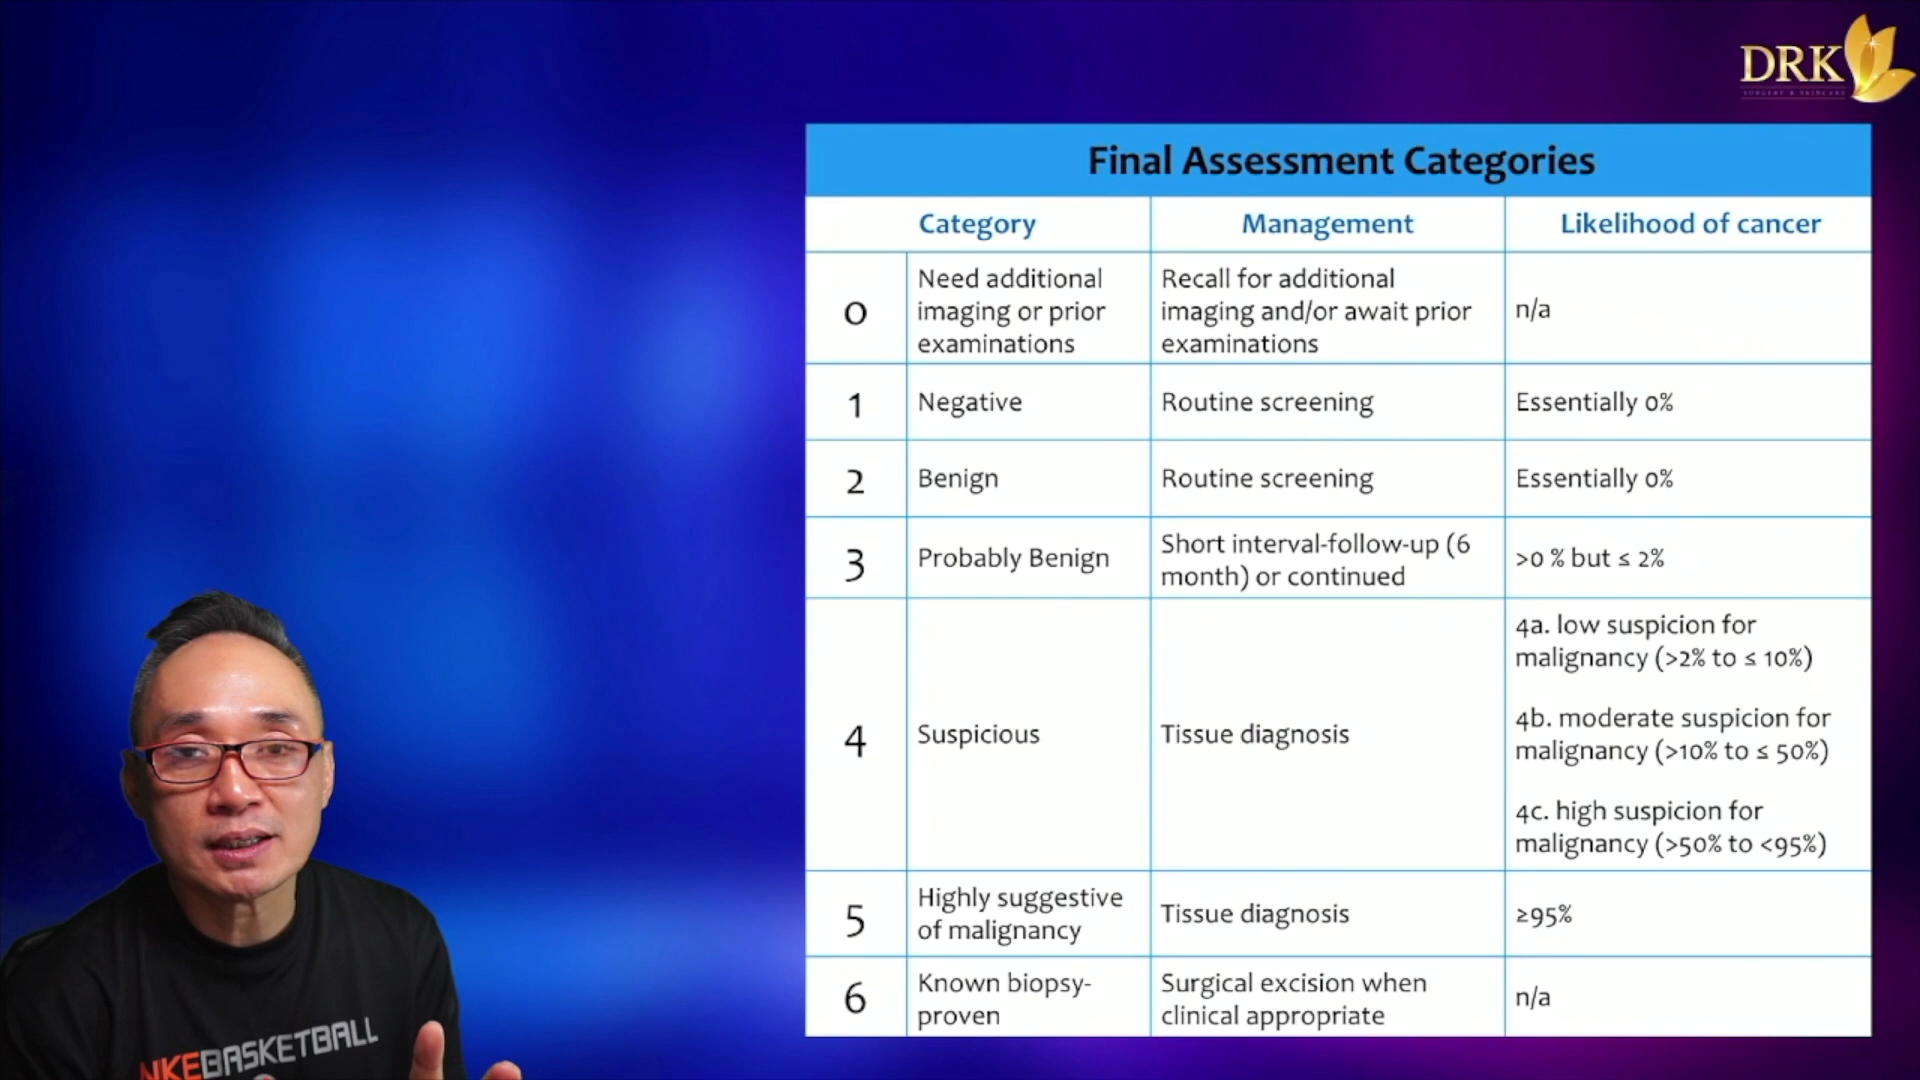 DRK
SURGERY & SKINCARE
Final Assessment Categories
Category
Management
Likelihood of cancer
0
Need additional
imaging or prior
examinations
Recall for additional
imaging and/or await prior
examinations
n/a
1
Negative
Routine screening
Essentially 0%
2
Benign
Routine screening
Essentially 0%
3
Probably Benign
Short interval-follow-up (6
month) or continued
>0 % but ≤ 2%
4
Suspicious
Tissue diagnosis
4a. low suspicion for
malignancy (>2% to ≤ 10%)
4b. moderate suspicion for
malignancy (>10% to ≤ 50%)
4c. high suspicion for
malignancy (>50% to <95%)
5
Highly suggestive
of malignancy
Tissue diagnosis
≥95%
6
Known biopsy-
proven
Surgical excision when
clinical appropriate
n/a
NKEBASKETBALL